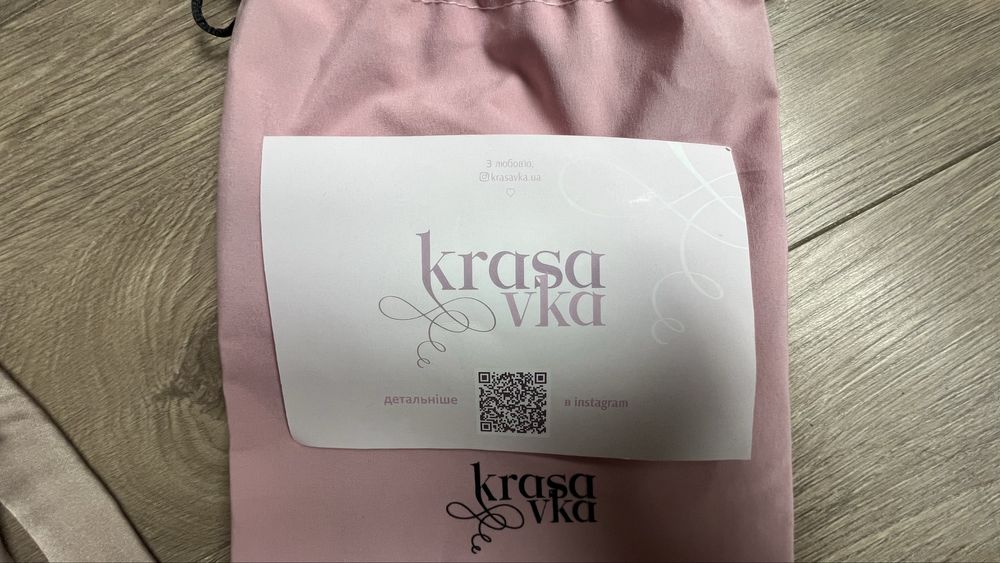 З любов'ю,
krasavka.ua
krasa
vka
детальніше
в instagram
krasa
vka